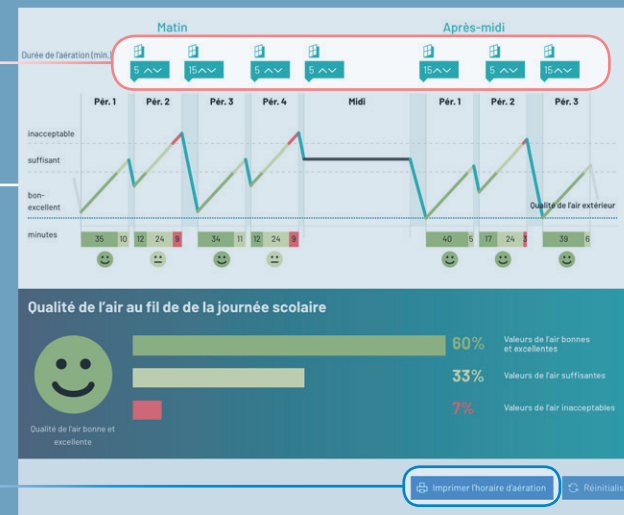 Matin Après-midi
Durée de l'aération (min.)
5 15 5 5 15 5 15
Pér. 1 Pér. 2 Pér. 3 Pér. 4 Midi Pér. 1 Pér. 2 Pér. 3
inacceptable
suffisant
bon-
excellent
Qualité de l'air extérieur
minutes
35 10 12 24 9 34 11 12 24 9 40 5 17 24 3 39 6
Qualité de l'air au fil de de la journée scolaire
60% Valeurs de l'air bonnes
et excellentes
33% Valeurs de l'air suffisantes
7% Valeurs de l'air inacceptables
Qualité de l'air bonne et
excellente
Imprimer l'horaire d'aération Réinitialis